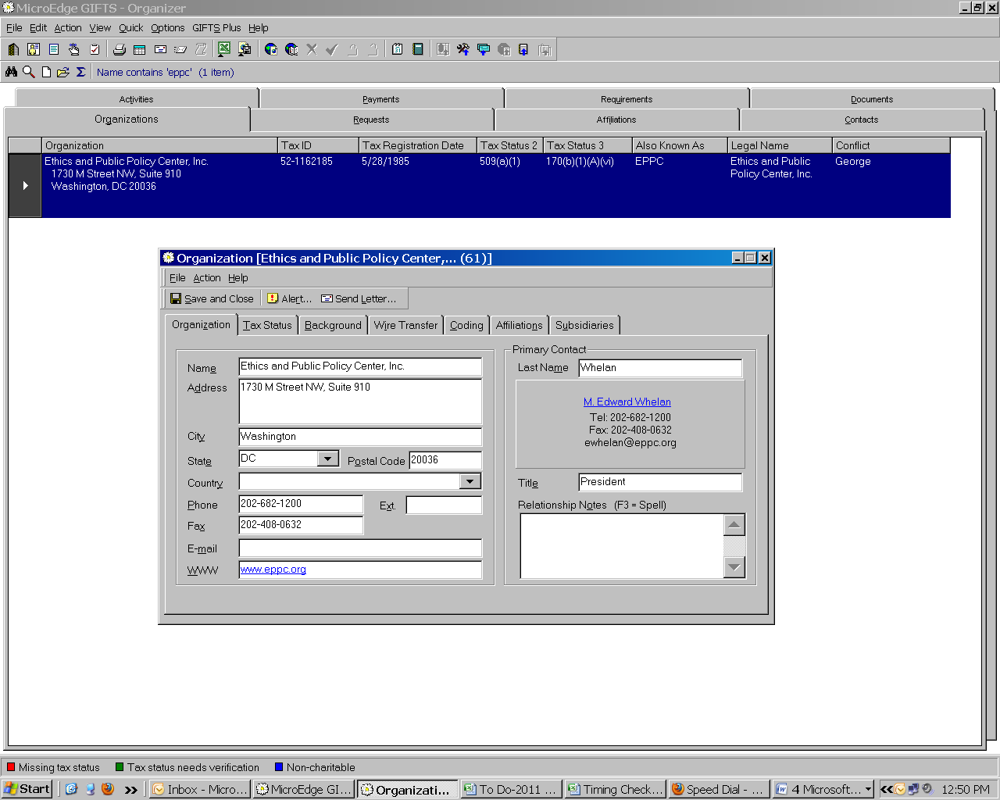 MicroEdge GIFTS - Organizer
File Edit Action View Quick Options GIFTS Plus Help
Name contains 'eppc' (1 item)
Activities Payments Requirements Documents
Organizations Requests Affiliations Contacts
Organization Tax ID Tax Registration Date Tax Status 2 Tax Status 3 Also Known As Legal Name Conflict
Ethics and Public Policy Center, Inc. 52-1162185 5/28/1985 509(a)(1) 170(b)(1)(A)(vi) EPPC Ethics and Public George
1730 M Street NW, Suite 910 Policy Center, Inc.
Washington, DC 20036
Organization [Ethics and Public Policy Center,... (61)]
File Action Help
Save and Close Alert... Send Letter...
Organization Tax Status Background Wire Transfer Coding Affiliations Subsidiaries
Name Ethics and Public Policy Center, Inc.
Address 1730 M Street NW, Suite 910
City Washington
State DC Postal Code 20036
Country
Phone 202-682-1200 Ext.
Fax 202-408-0632
E-mail
WWW www.eppc.org
Primary Contact
Last Name Whelan
M. Edward Whelan
Tel: 202-682-1200
Fax: 202-408-0632
ewhelan@eppc.org
Title President
Relationship Notes (F3 = Spell)
Missing tax status Tax status needs verification Non-charitable
Start Inbox - Micro... MicroEdge GI... Organizati... To Do-2011 ... Timing Check... Speed Dial - ... 4 Microsoft... 12:50 PM